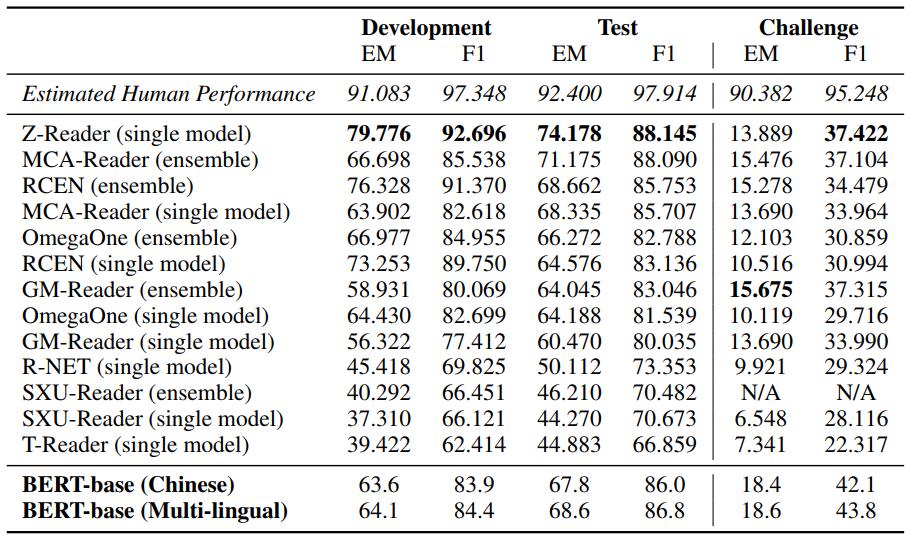 Development Test Challenge
EM F1 EM F1 EM F1
Estimated Human Performance 91.083 97.348 92.400 97.914 90.382 95.248
Z-Reader (single model) 79.776 92.696 74.178 88.145 13.889 37.422
MCA-Reader (ensemble) 66.698 85.538 71.175 88.090 15.476 37.104
RCEN (ensemble) 76.328 91.370 68.662 85.753 15.278 34.479
MCA-Reader (single model) 63.902 82.618 68.335 85.707 13.690 33.964
OmegaOne (ensemble) 66.977 84.955 66.272 82.788 12.103 30.859
RCEN (single model) 73.253 89.750 64.576 83.136 10.516 30.994
GM-Reader (ensemble) 58.931 80.069 64.045 83.046 15.675 37.315
OmegaOne (single model) 64.430 82.699 64.188 81.539 10.119 29.716
GM-Reader (single model) 56.322 77.412 60.470 80.035 13.690 33.990
R-NET (single model) 45.418 69.825 50.112 73.353 9.921 29.324
SXU-Reader (ensemble) 40.292 66.451 46.210 70.482 N/A N/A
SXU-Reader (single model) 37.310 66.121 44.270 70.673 6.548 28.116
T-Reader (single model) 39.422 62.414 44.883 66.859 7.341 22.317
BERT-base (Chinese) 63.6 83.9 67.8 86.0 18.4 42.1
BERT-base (Multi-lingual) 64.1 84.4 68.6 86.8 18.6 43.8